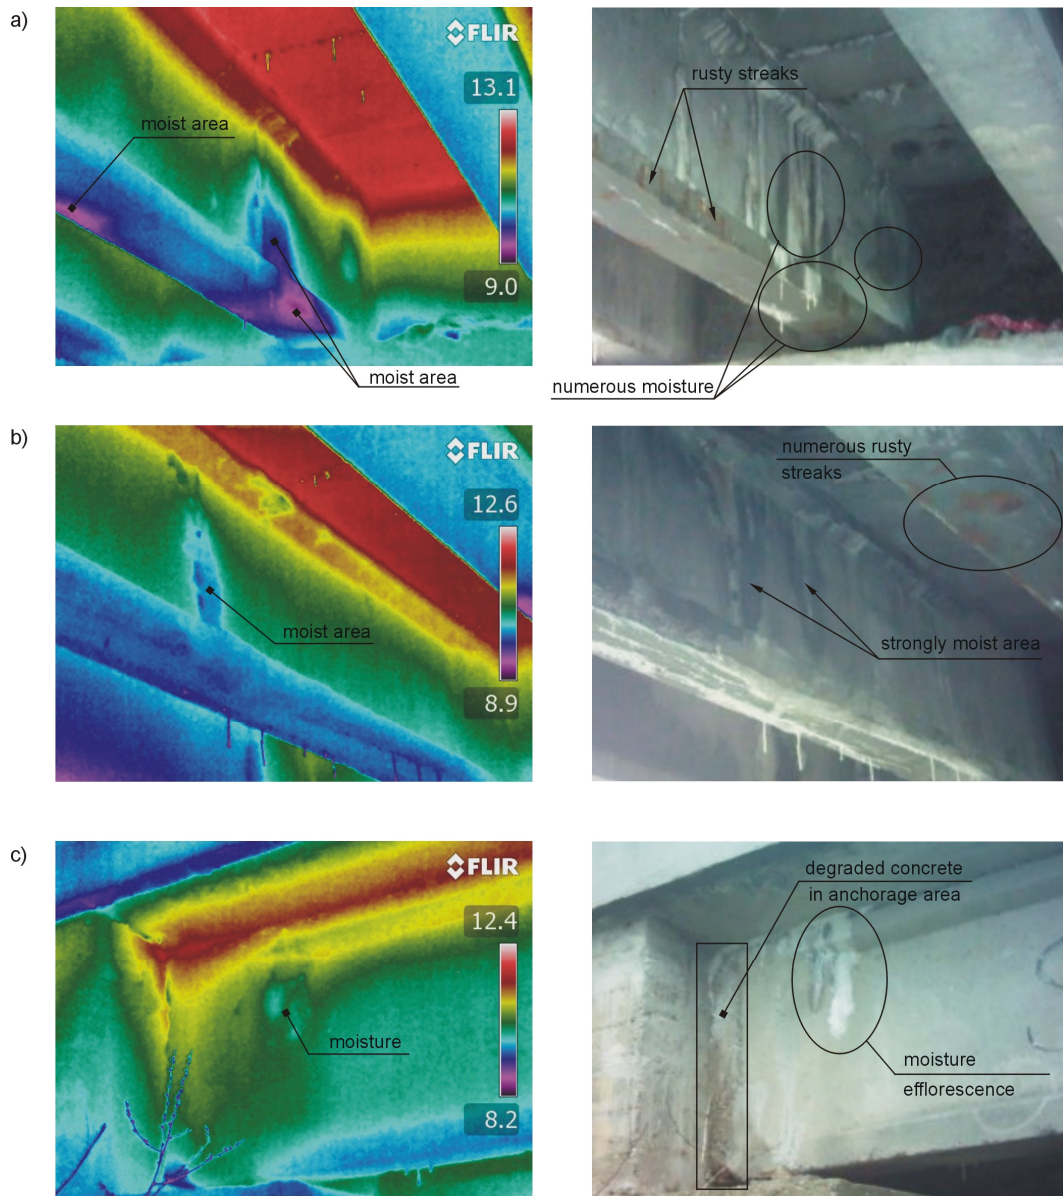 a)
FLIR
13.1
9.0
moist area
moist area
rusty streaks
numerous moisture
b)
FLIR
12.6
8.9
moist area
numerous rusty
streaks
strongly moist area
c)
FLIR
12.4
8.2
moisture
degraded concrete
in anchorage area
moisture
efflorescence